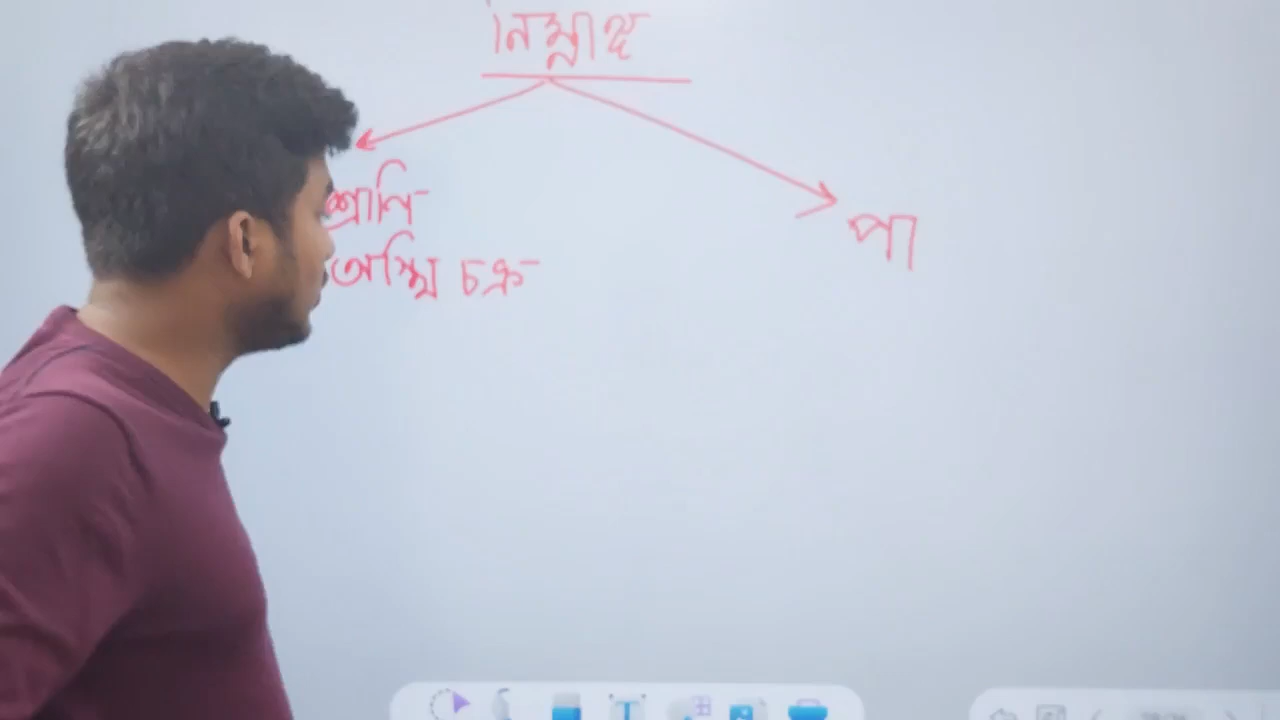 নিম্নাঙ্গ
শ্রোণি
অস্থি চক্র
পা